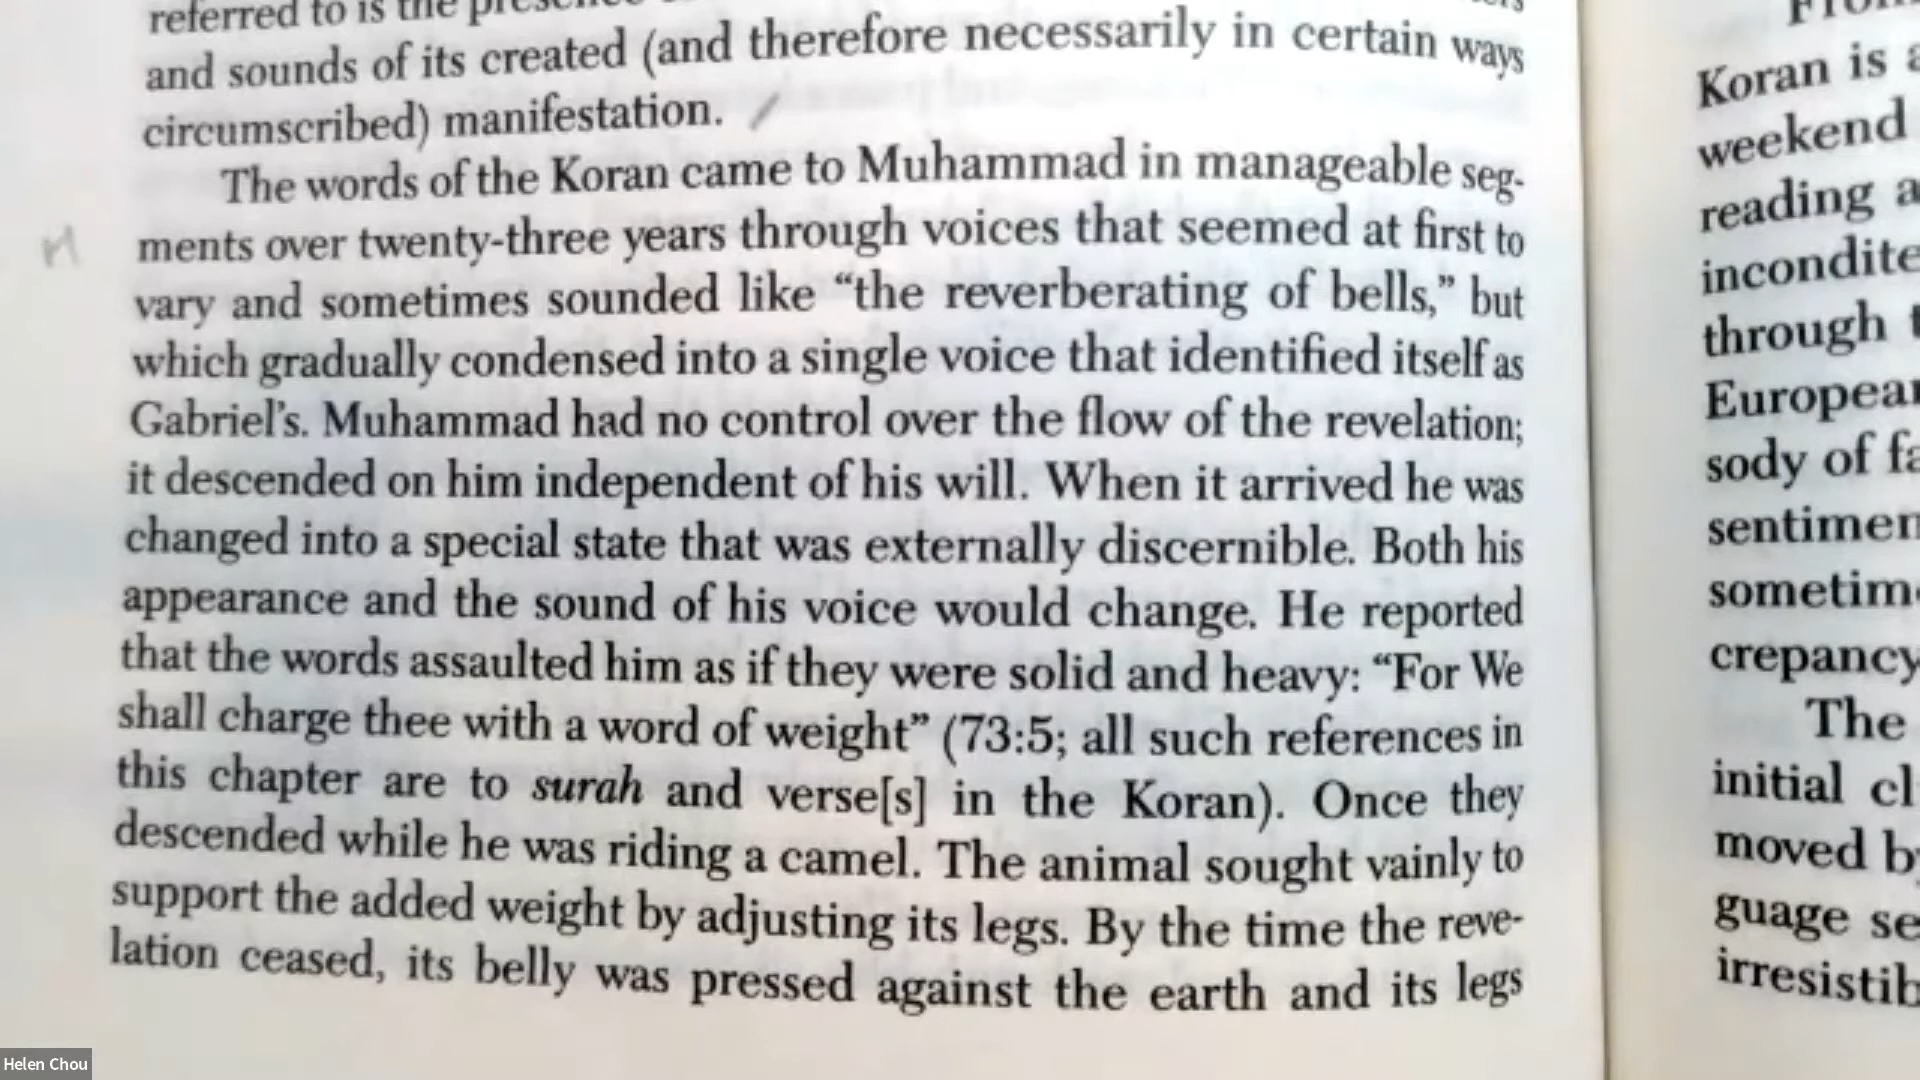 referred to is the
and sounds of its created (and therefore necessarily in certain ways
circumscribed) manifestation.
The words of the Koran came to Muhammad in manageable seg-
ments over twenty-three years through voices that seemed at first to
vary and sometimes sounded like “the reverberating of bells,” but
which gradually condensed into a single voice that identified itself as
Gabriel’s. Muhammad had no control over the flow of the revelation;
it descended on him independent of his will. When it arrived he was
changed into a special state that was externally discernible. Both his
appearance and the sound of his voice would change. He reported
that the words assaulted him as if they were solid and heavy: “For We
shall charge thee with a word of weight” (73:5; all such references in
this chapter are to surah and verse[s] in the Koran). Once they
descended while he was riding a camel. The animal sought vainly to
support the added weight by adjusting its legs. By the time the reve-
lation ceased, its belly was pressed against the earth and its legs
Koran is
weekend
reading
incondite
through
sody of
crepancy
The
initial
moved
guage
Helen Chou